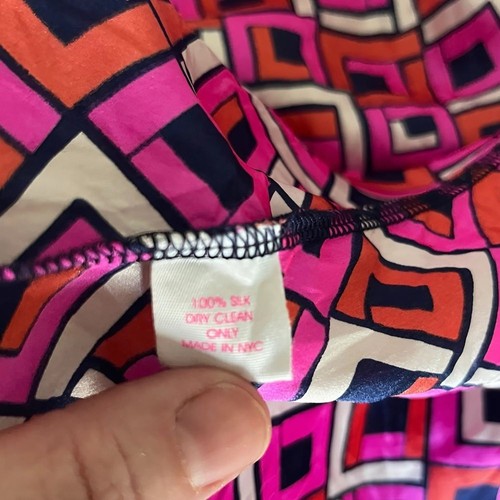 100% SILK
DRY CLEAN
ONLY
MADE IN NYC